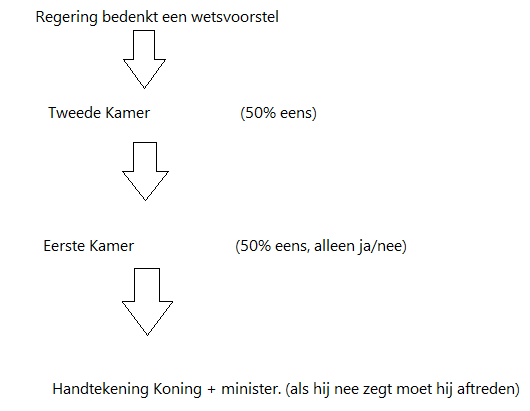 Regering bedenkt een wetsvoorstel
Tweede Kamer (50% eens)
Eerste Kamer (50% eens, alleen ja/nee)
Handtekening Koning + minister. (als hij nee zegt moet hij aftreden)